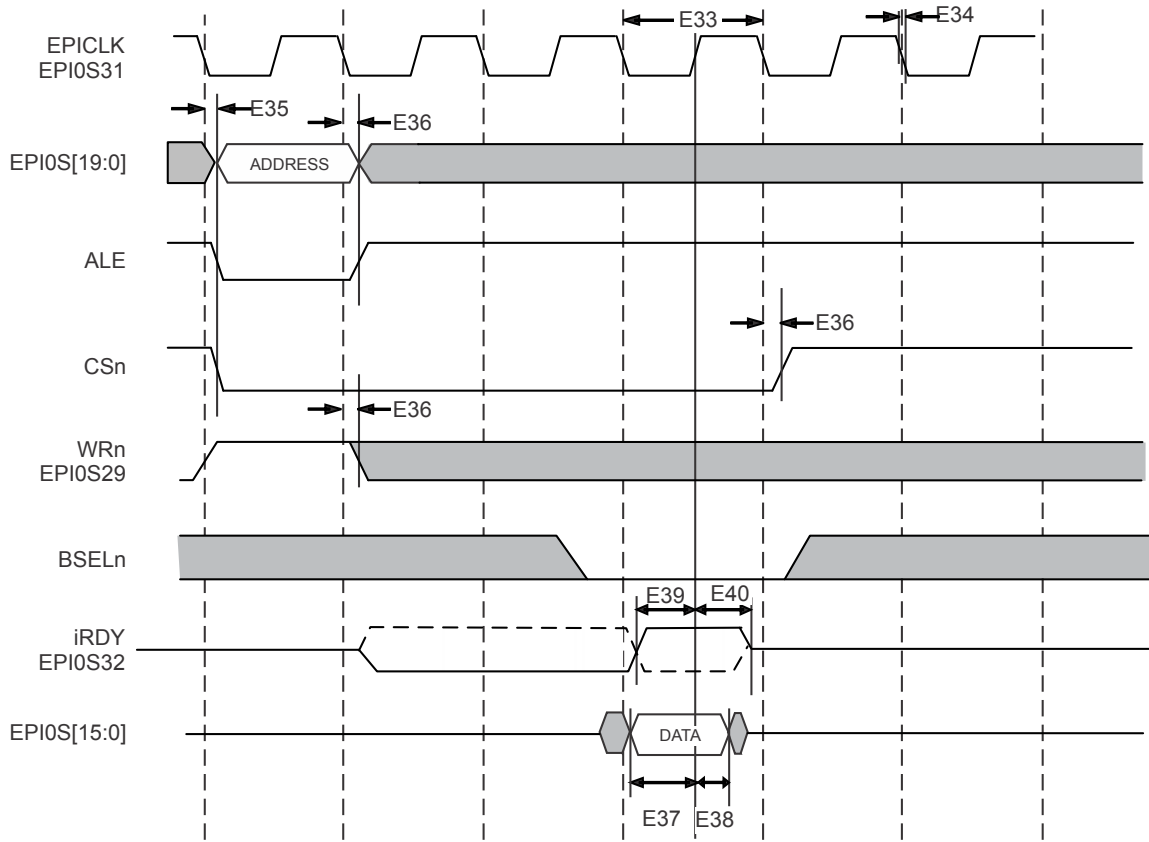 E33
E34
EPICLK
EPI0S31
E35
E36
EPI0S[19:0]
ADDRESS
ALE
E36
CSn
E36
WRn
EPI0S29
BSELn
E39
E40
iRDY
EPI0S32
EPI0S[15:0]
DATA
E37
E38